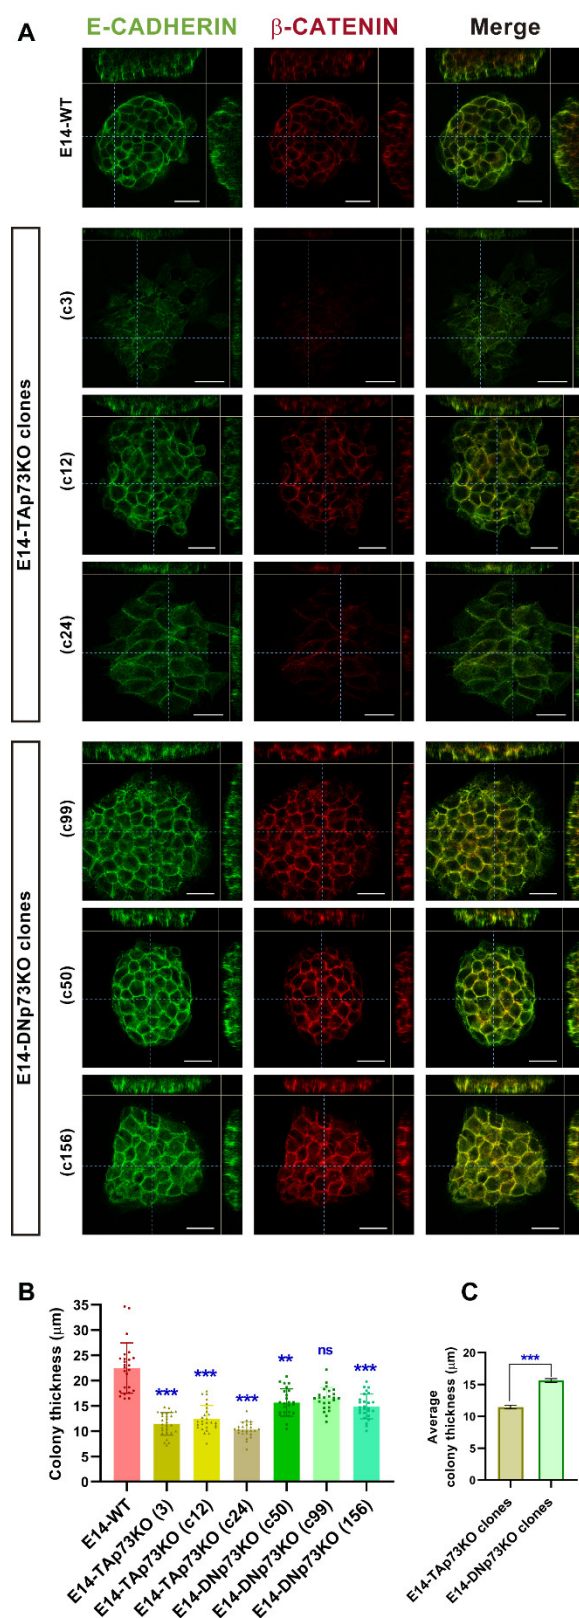 A
E-CADHERIN
β-CATENIN
Merge
E14-WT
E14-TAp73KO clones
(c3)
(c12)
(c24)
E14-DNp73KO clones
(c99)
(c50)
(c156)
B
Colony thickness (μm)
35
30
25
20
15
10
5
0
***
***
***
**
ns
***
E14-WT
E14-TAp73KO (3)
E14-TAp73KO (c12)
E14-TAp73KO (c24)
E14-DNp73KO (c50)
E14-DNp73KO (c99)
E14-DNp73KO (156)
C
Average
colony thickness (μm)
20
15
10
5
0
***
E14-TAp73KO clones
E14-DNp73KO clones